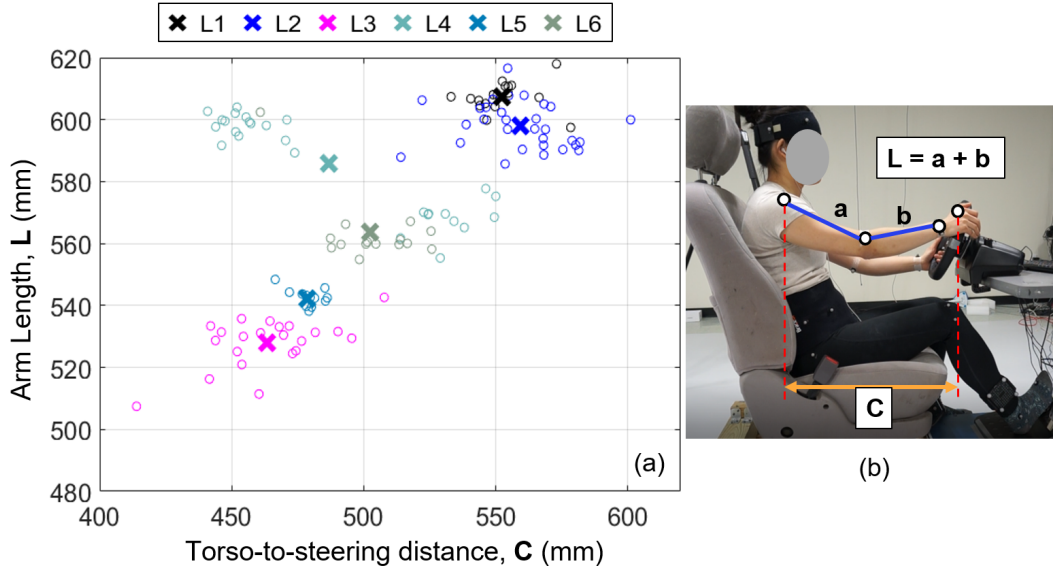 L1 L2 L3 L4 L5 L6
620
600
580
560
540
520
500
480
400 450 500 550 600
Arm Length, L (mm)
Torso-to-steering distance, C (mm)
(a)
L = a + b
a
b
C
(b)